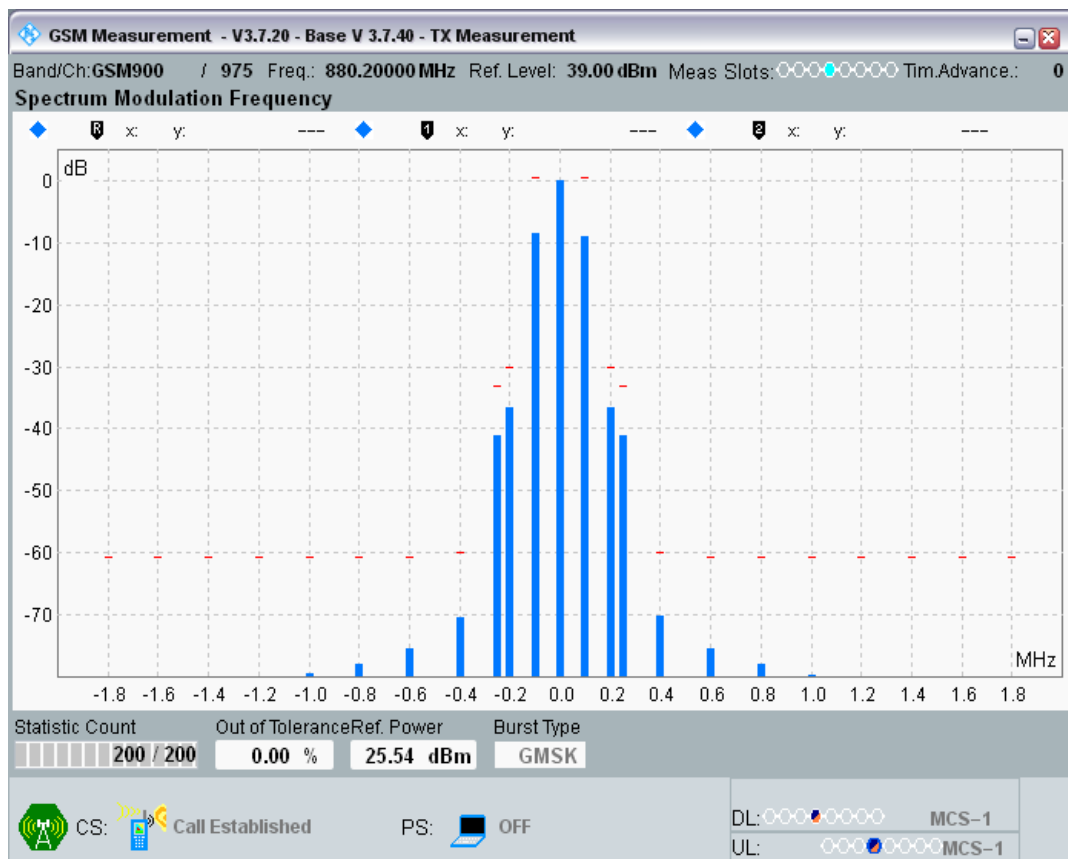 GSM Measurement - V3.7.20 - Base V 3.7.40 - TX Measurement
Band/Ch:GSM900 / 975 Freq.: 880.20000 MHz Ref. Level: 39.00 dBm Meas Slots: Tim.Advance.: 0
Spectrum Modulation Frequency
R x: y: --- 1 x: y: --- 2 x: y: ---
dB
0
-10
-20
-30
-40
-50
-60
-70
MHz
-1.8 -1.6 -1.4 -1.2 -1.0 -0.8 -0.6 -0.4 -0.2 0.0 0.2 0.4 0.6 0.8 1.0 1.2 1.4 1.6 1.8
Statistic Count Out of Tolerance Ref. Power Burst Type
200 / 200 0.00 % 25.54 dBm GMSK
CS: Call Established PS: OFF
DL: MCS-1
UL: MCS-1